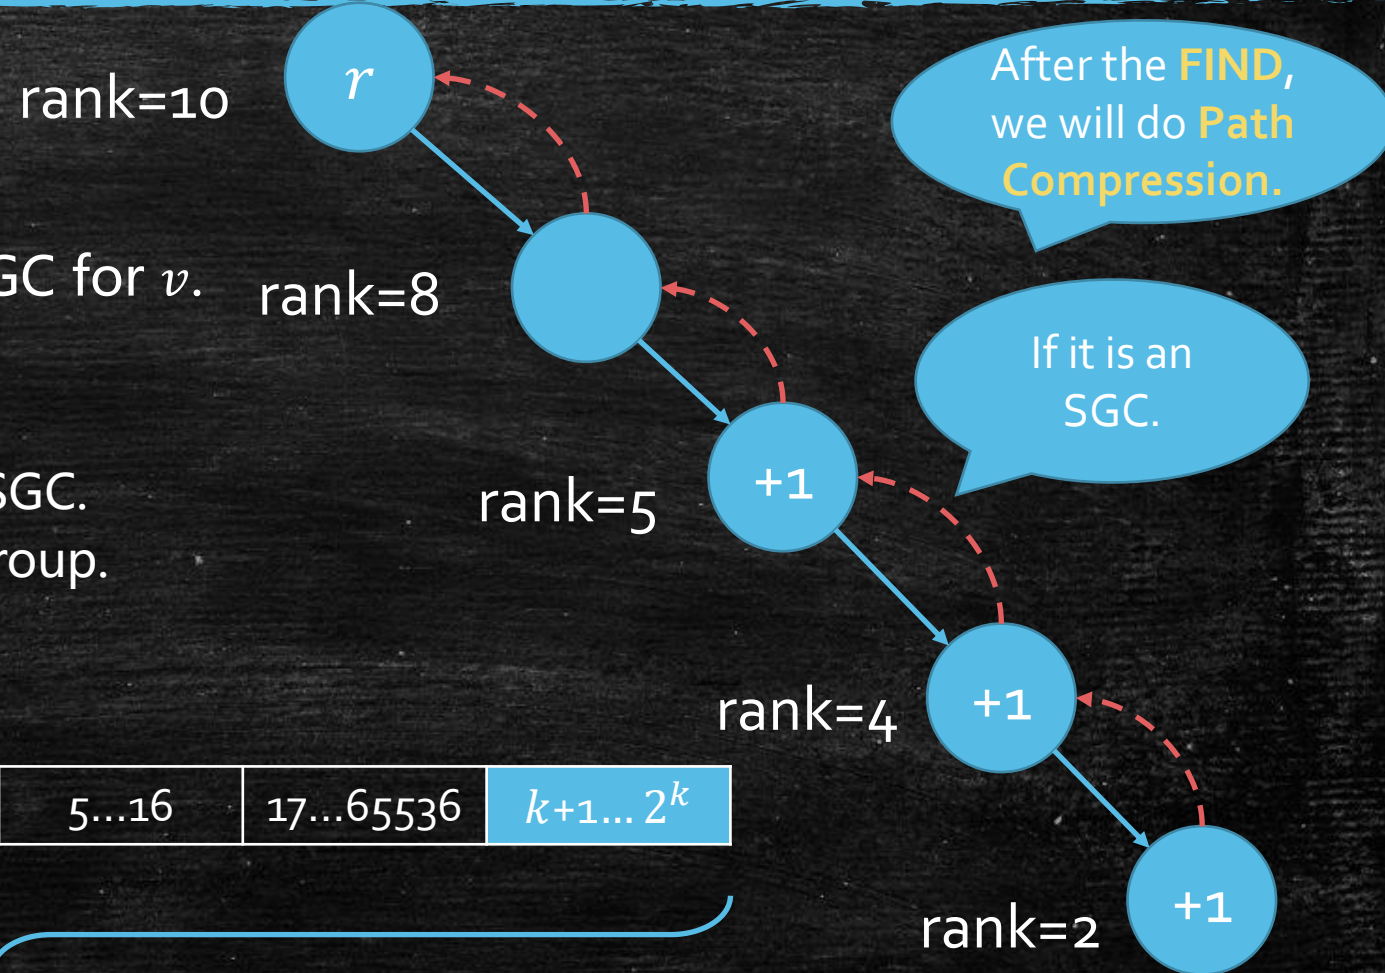 r
rank=10
After the FIND,
we will do Path
Compression.
GC for v.
rank=8
If it is an
SGC.
SGC.
rank=5
+1
roup.
rank=4
+1
5...16
17...65536
k+1... 2^k
rank=2
+1